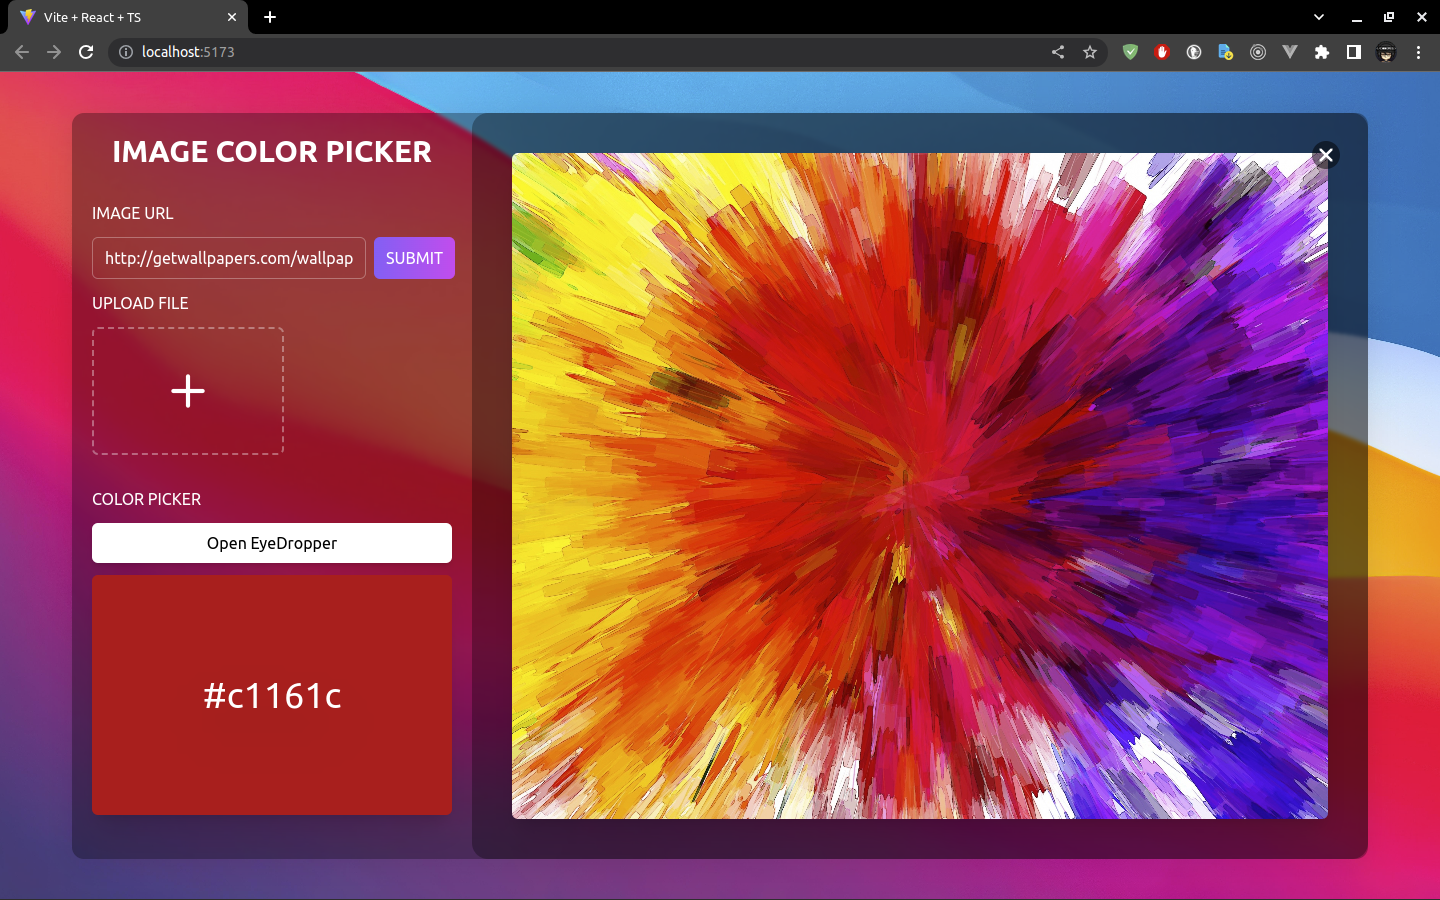 Vite + React + TS
localhost:5173
IMAGE COLOR PICKER
IMAGE URL
http://getwallpapers.com/wallpap
SUBMIT
UPLOAD FILE
COLOR PICKER
Open EyeDropper
#c1161c